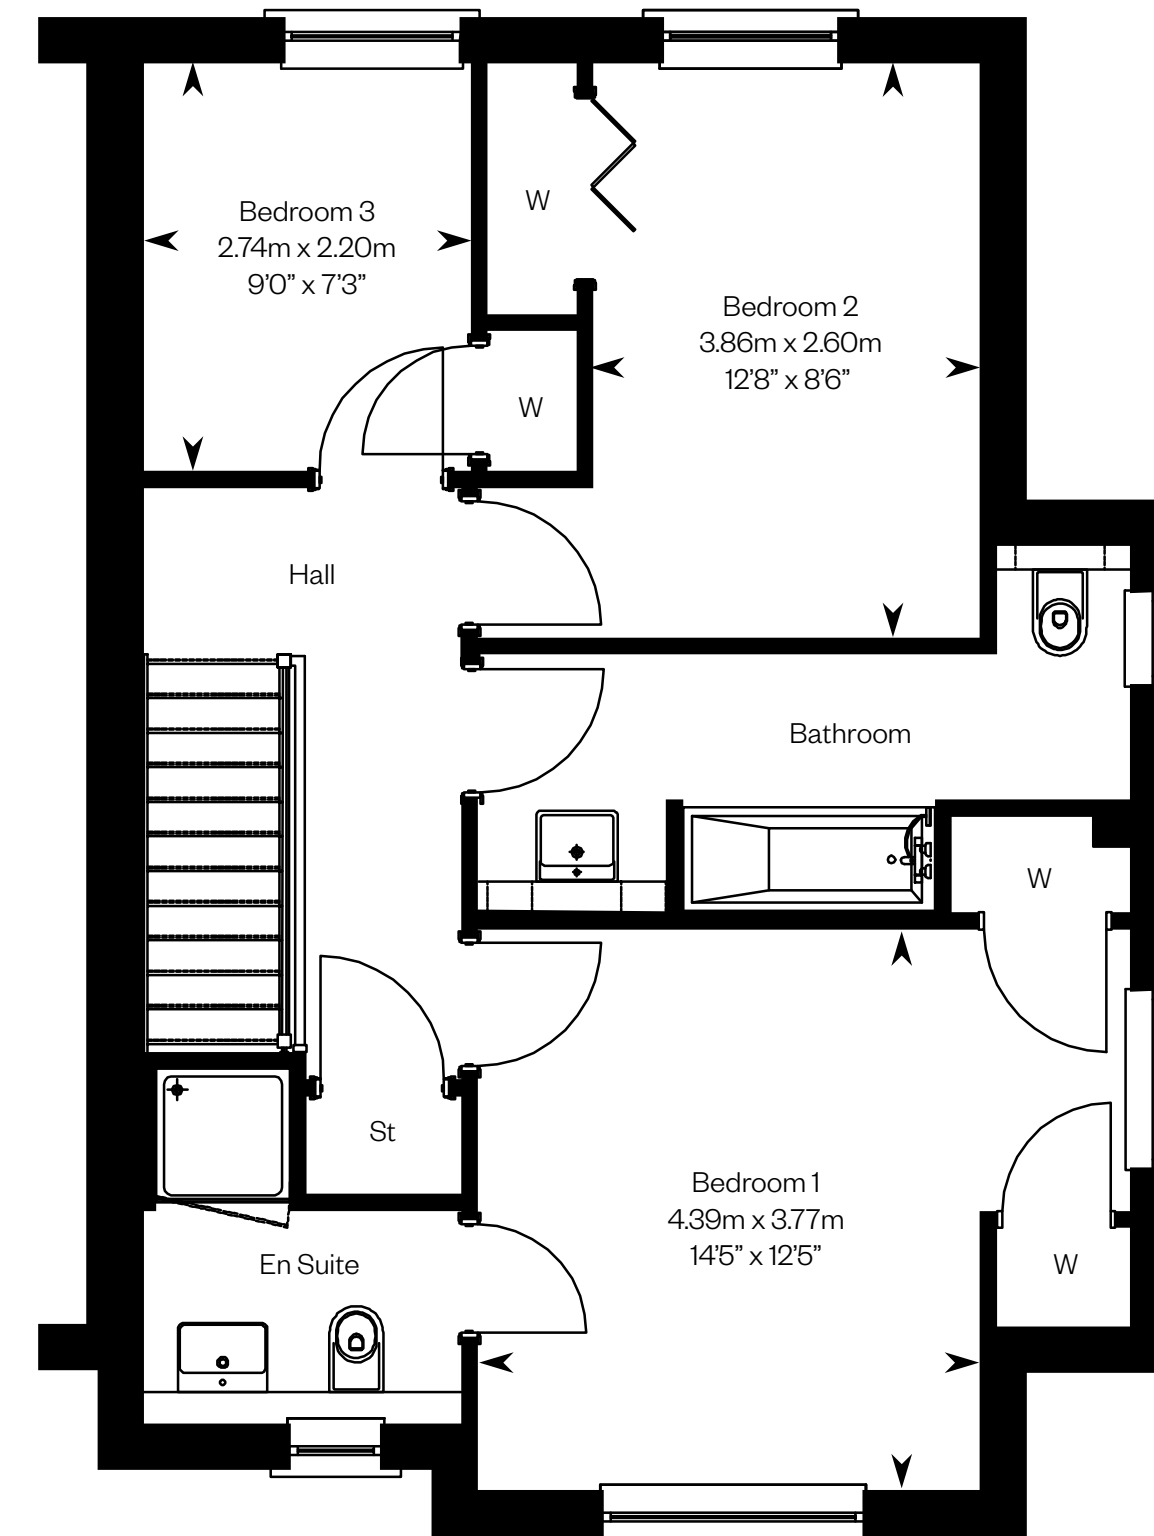 W
Bedroom 3
2.74m x 2.20m
9’0” x 7’3”
Bedroom 2
3.86m x 2.60m
12’8” x 8’6”
W
Hall
Bathroom
W
St
Bedroom 1
4.39m x 3.77m
14’5” x 12’5”
En Suite
W